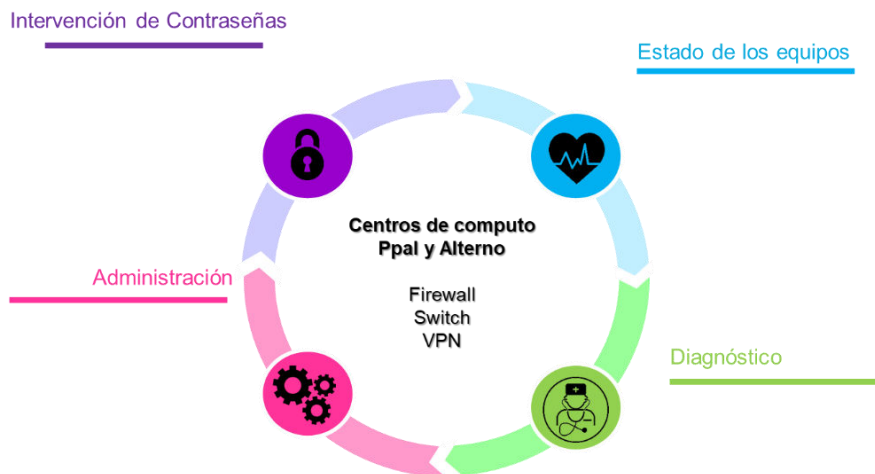 Intervención de Contraseñas
Estado de los equipos
Centros de computo
Ppal y Alterno
Administración
Firewall
Switch
VPN
Diagnóstico